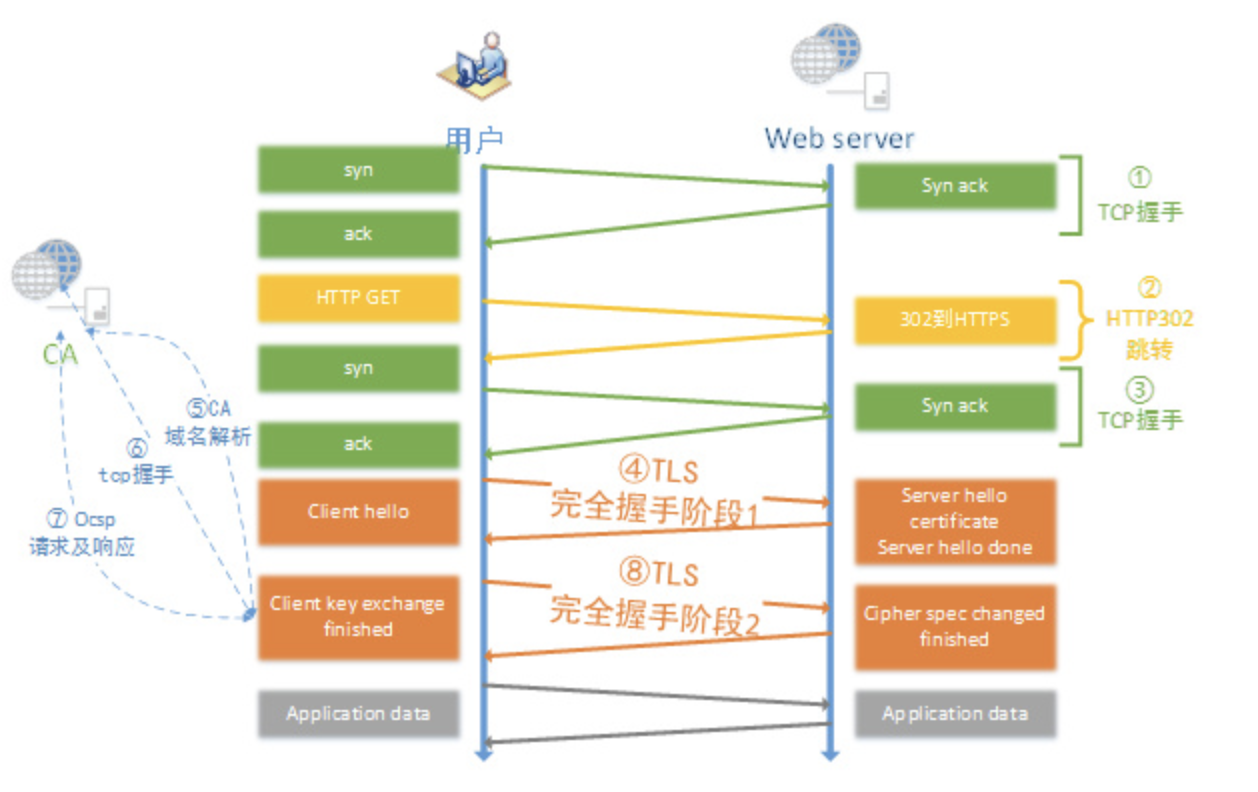 用户
Web server
syn
Syn ack
①
TCP握手
ack
HTTP GET
302到HTTPS
②
HTTP302
跳转
CA
syn
Syn ack
③
TCP握手
⑤CA
域名解析
⑥
tcp握手
ack
④TLS
完全握手阶段1
Client hello
Server hello
certificate
Server hello done
⑦ Ocsp
请求及响应
⑧TLS
完全握手阶段2
Client key exchange
finished
Cipher spec changed
finished
Application data
Application data